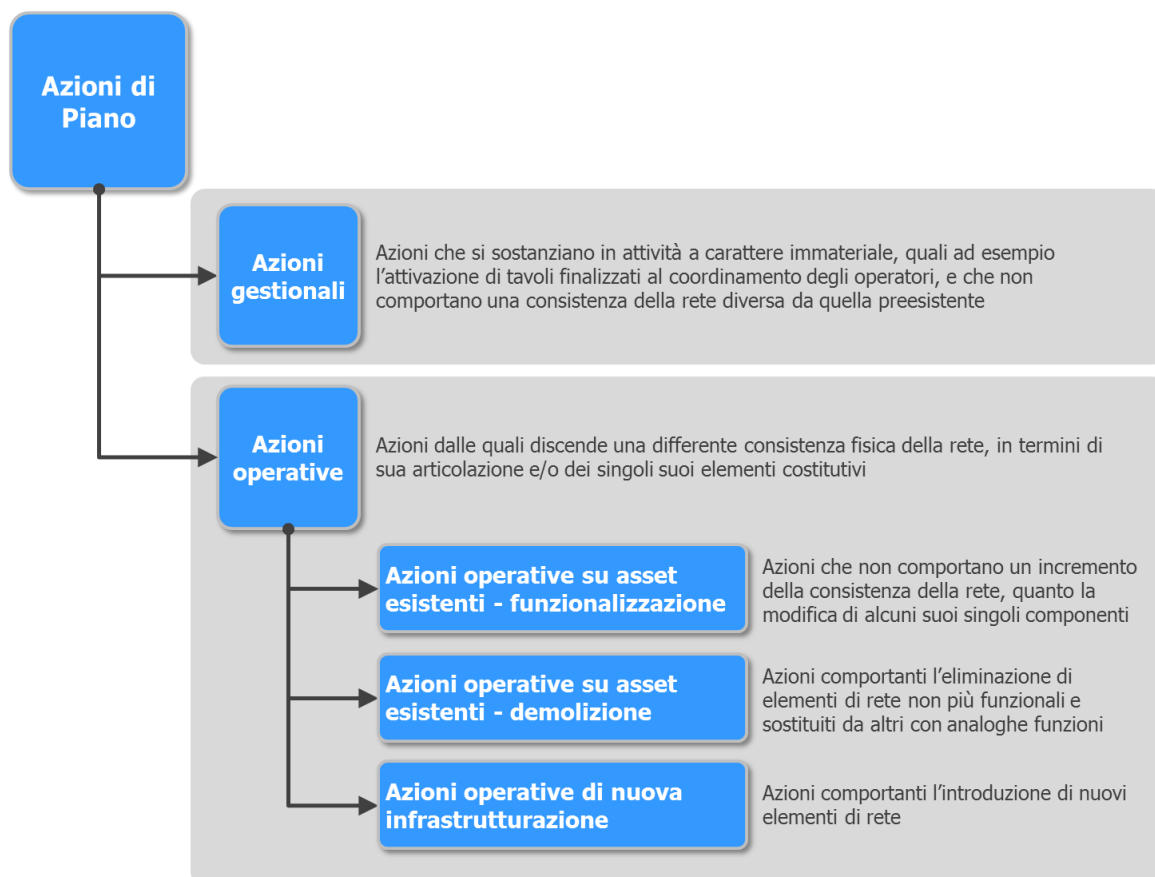 Azioni di
Piano
Azioni
gestionali
Azioni che si sostanziano in attività a carattere immateriale, quali ad esempio
l’attivazione di tavoli finalizzati al coordinamento degli operatori, e che non
comportano una consistenza della rete diversa da quella preesistente
Azioni
operative
Azioni dalle quali discende una differente consistenza fisica della rete, in termini di
sua articolazione e/o dei singoli suoi elementi costitutivi
Azioni operative su asset
esistenti - funzionalizzazione
Azioni che non comportano un incremento
della consistenza della rete, quanto la
modifica di alcuni suoi singoli componenti
Azioni operative su asset
esistenti - demolizione
Azioni comportanti l’eliminazione di
elementi di rete non più funzionali e
sostituiti da altri con analoghe funzioni
Azioni operative di nuova
infrastrutturazione
Azioni comportanti l’introduzione di nuovi
elementi di rete